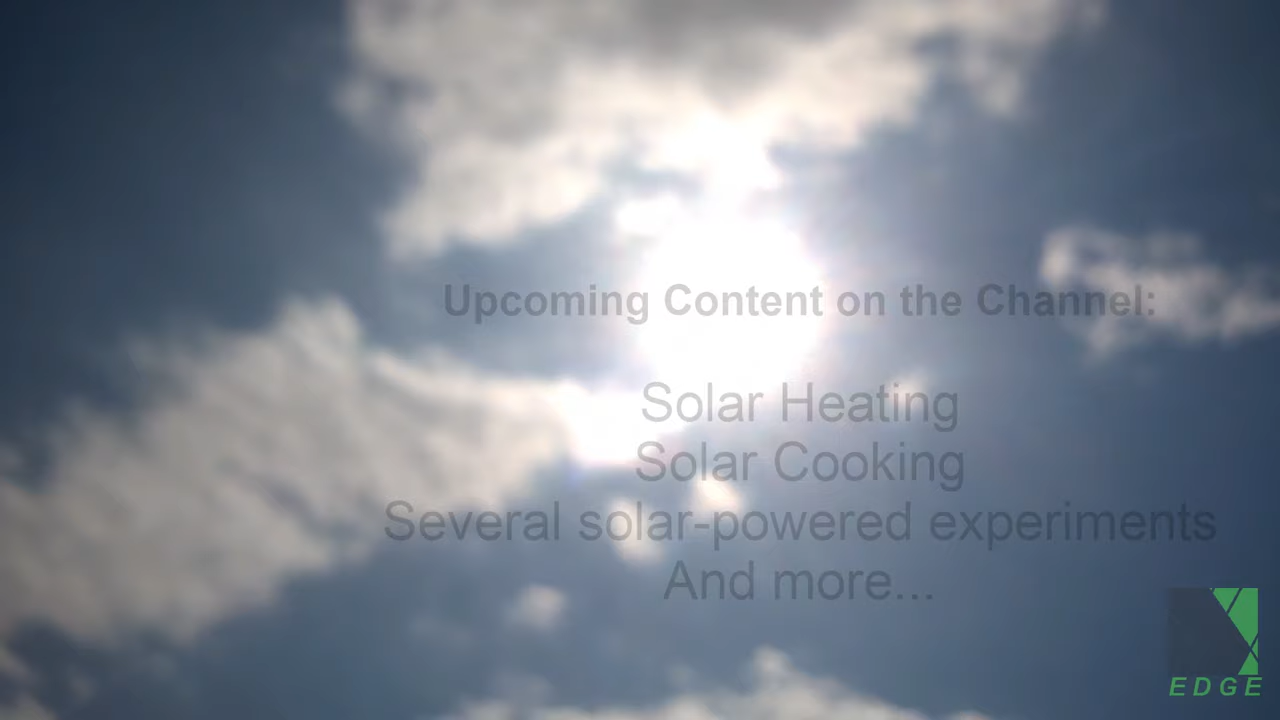 Upcoming Content on the Channel:
Solar Heating
Solar Cooking
Several solar-powered experiments
And more...
EDGE